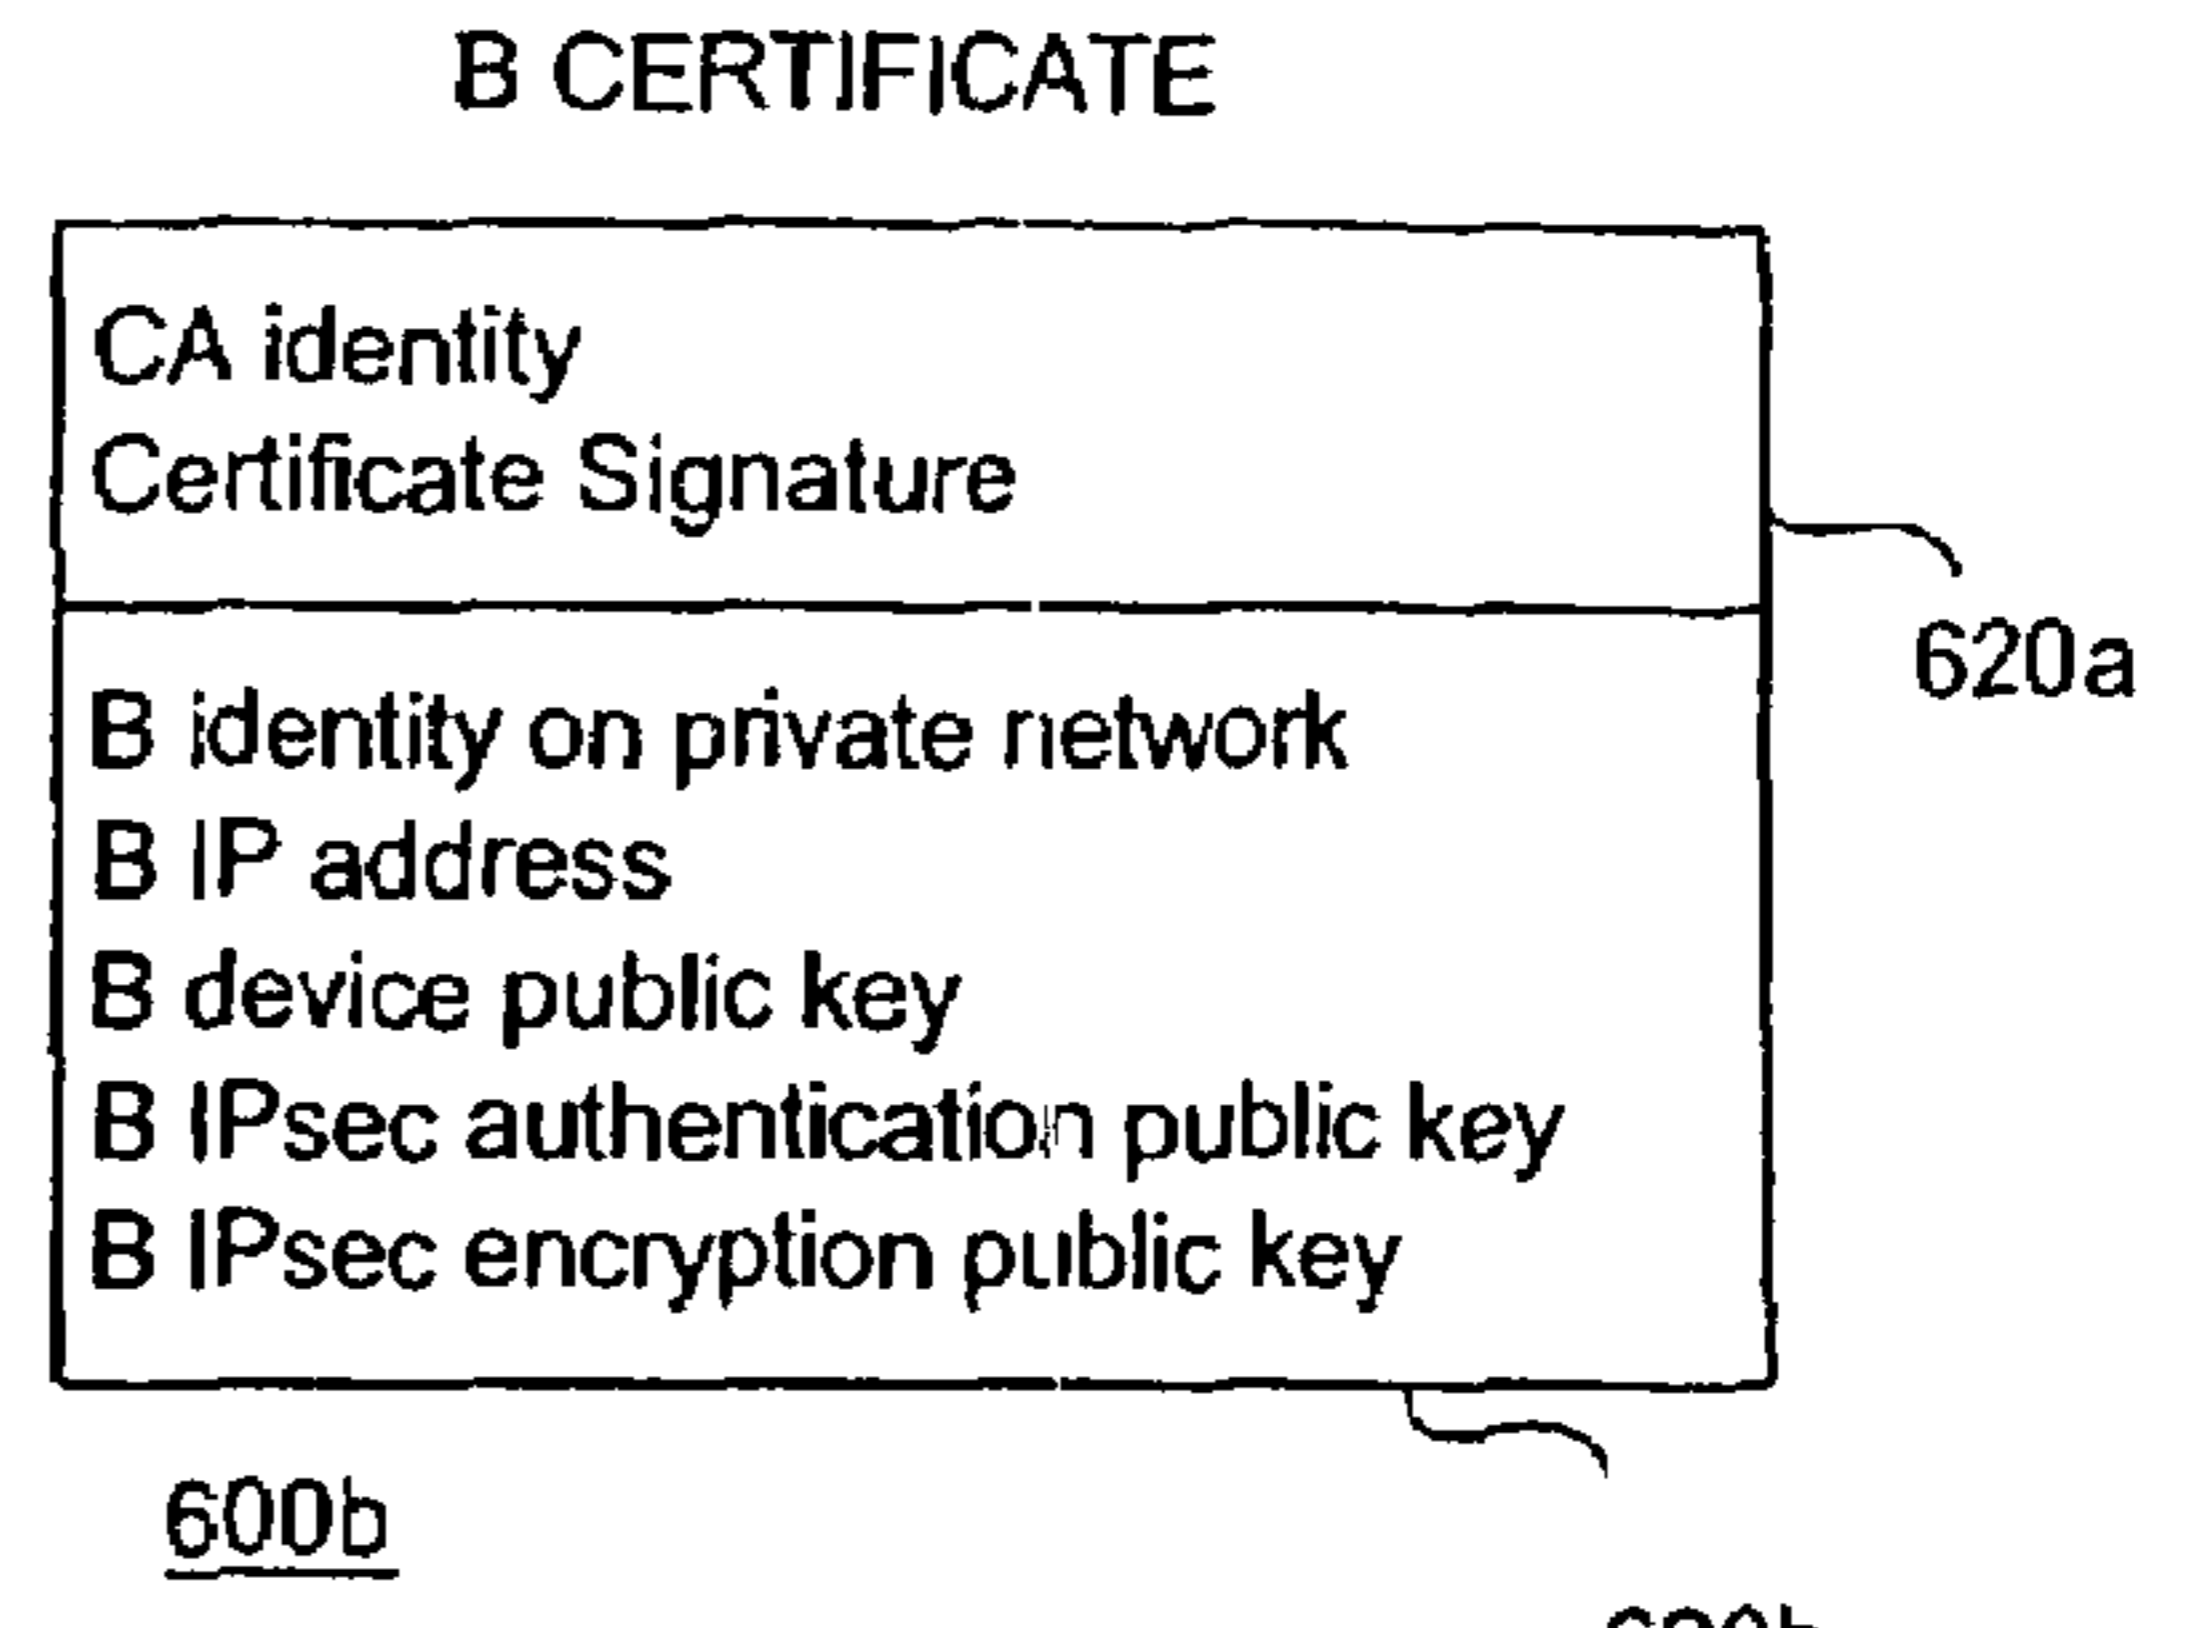 B CERTIFICATE
CA identity
Certificate Signature
620a
B identity on private network
B IP address
B device public key
B IPsec authentication public key
B IPsec encryption public key
600b